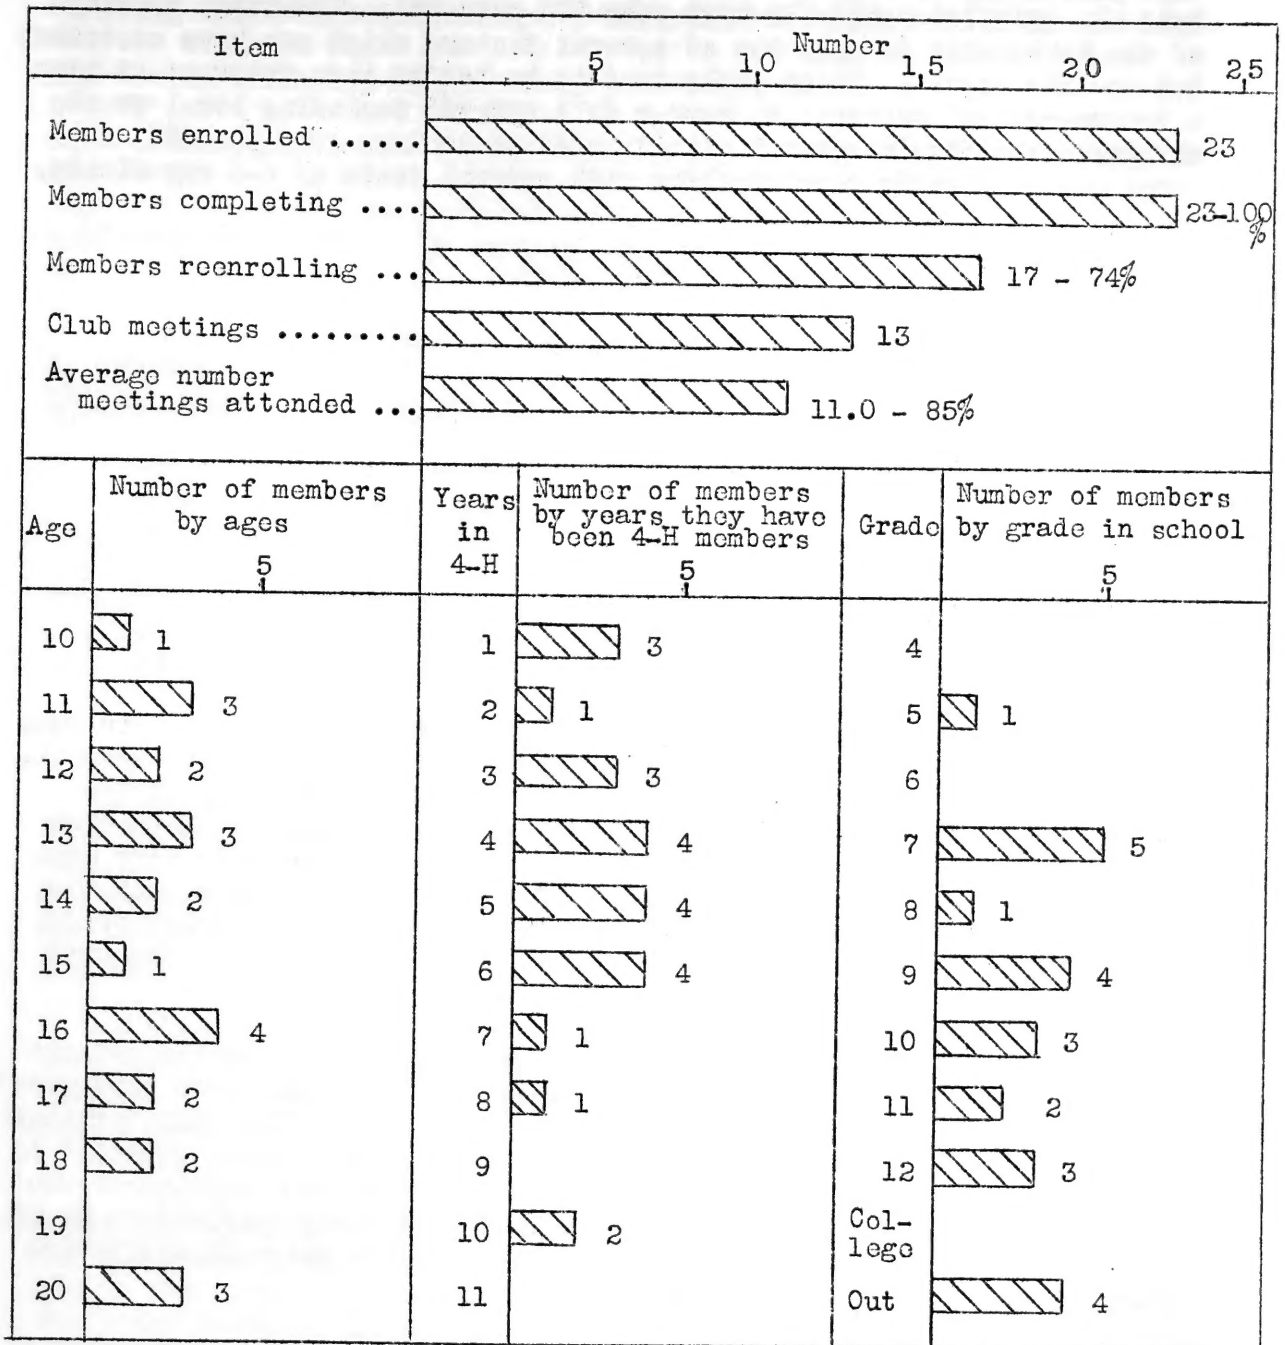 Item
Number
5 10 15 20 25
Members enrolled ...... 23
Members completing .... 23-100%
Members reenrolling ... 17 - 74%
Club meetings ......... 13
Average number
meetings attended ... 11.0 - 85%
Age
Number of members
by ages
5
10 1
11 3
12 2
13 3
14 2
15 1
16 4
17 2
18 2
19
20 3
Years
in
4-H
Number of members
by years they have
been 4-H members
5
1 3
2 1
3 3
4 4
5 4
6 4
7 1
8 1
9
10 2
11
Grade
Number of members
by grade in school
5
4
5 1
6
7 5
8 1
9 4
10 3
11 2
12 3
Col-
lege
Out 4